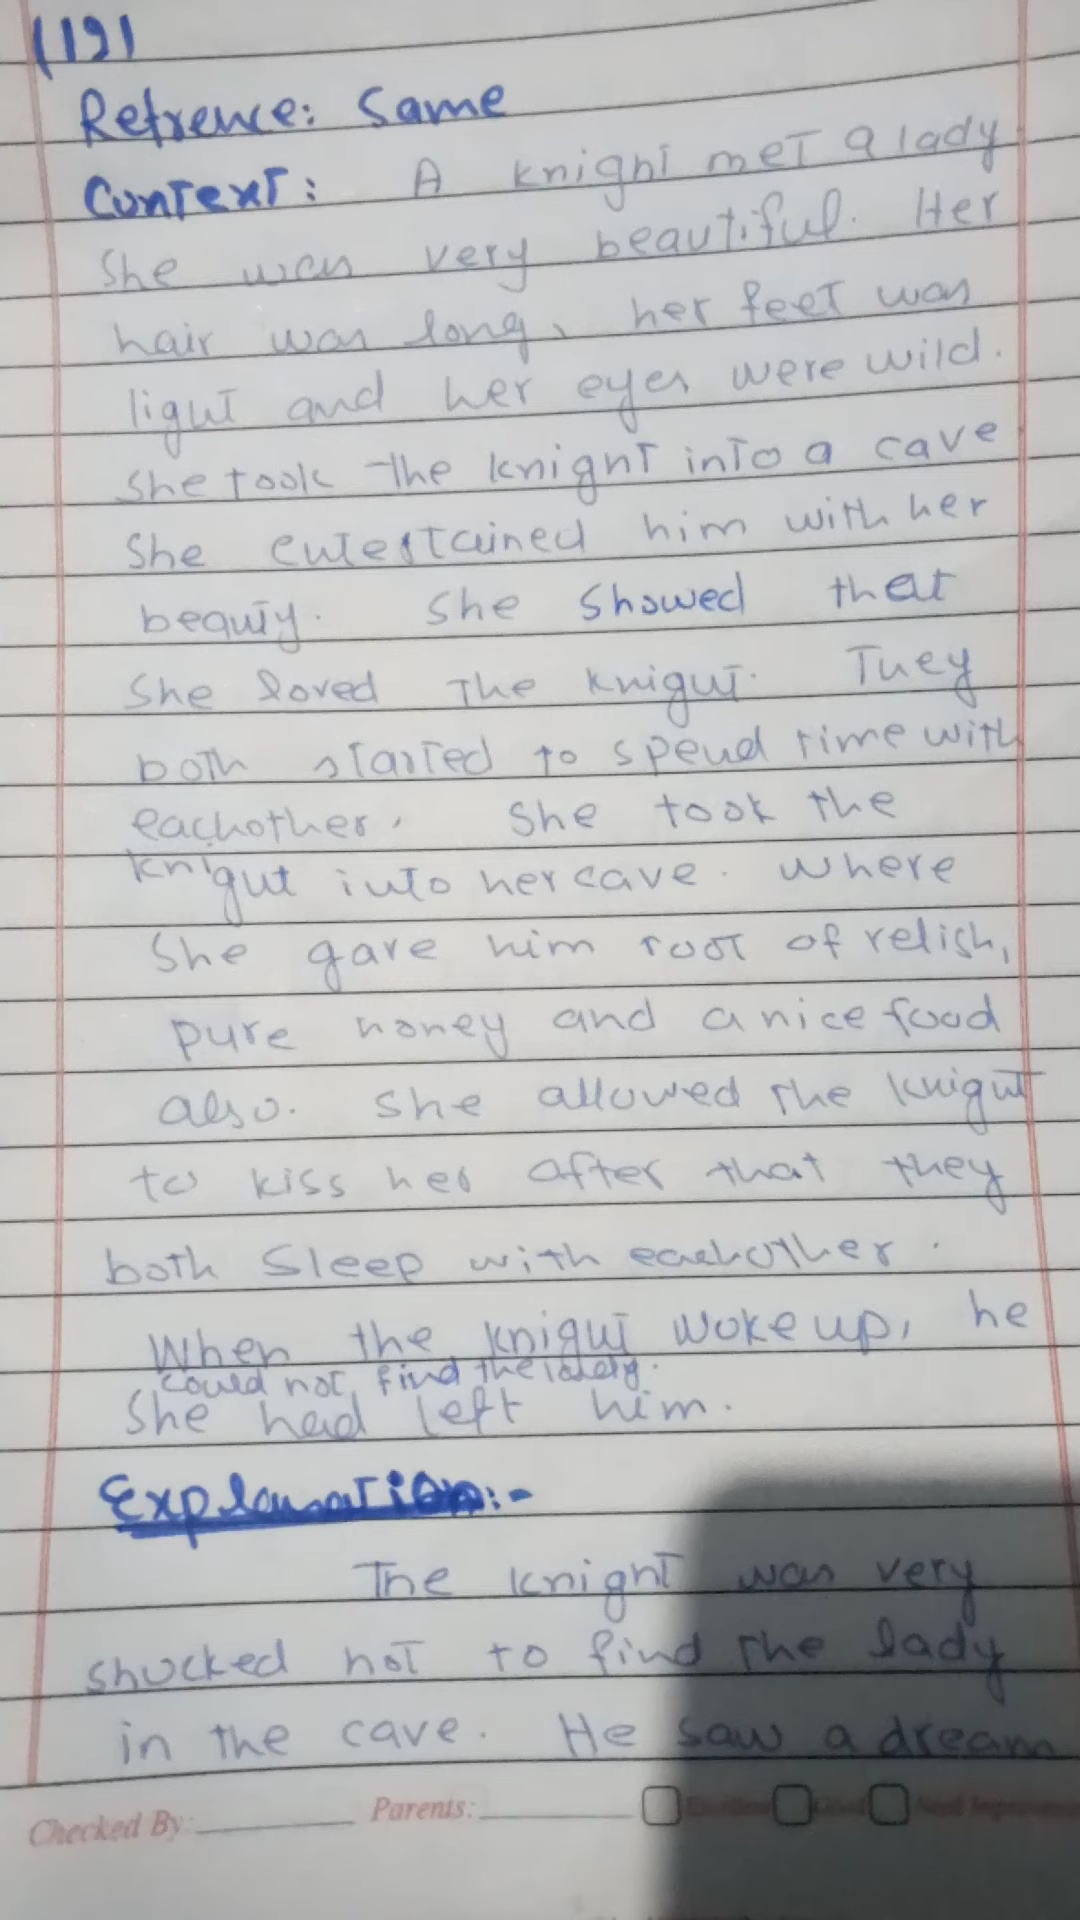 (19)
Refrence: Same
Context: A knight met a lady
She was very beautiful. Her
hair was long, her feet was
light and her eyes were wild.
She took the knight into a cave
She entertained him with her
beauty. She showed that
She loved The knight. They
both started to spend time with
eachother. She took the
knight into her cave. where
She gave him root of relish,
pure honey and a nice food
also. She allowed the knight
to kiss her after that they
both Sleep with eachother.
When the knight woke up, he
could not find the lady.
She had left him.
Explanation:-
The knight was very
shocked not to find the lady
in the cave. He saw a dream
Checked By: Parents: